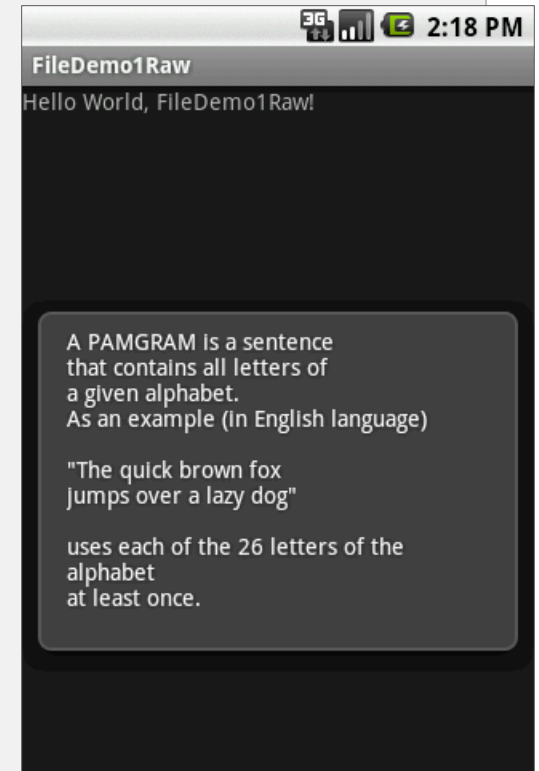 3G 2:18 PM
FileDemo1Raw
Hello World, FileDemo1Raw!
A PAMGRAM is a sentence
that contains all letters of
a given alphabet.
As an example (in English language)
"The quick brown fox
jumps over a lazy dog"
uses each of the 26 letters of the
alphabet
at least once.